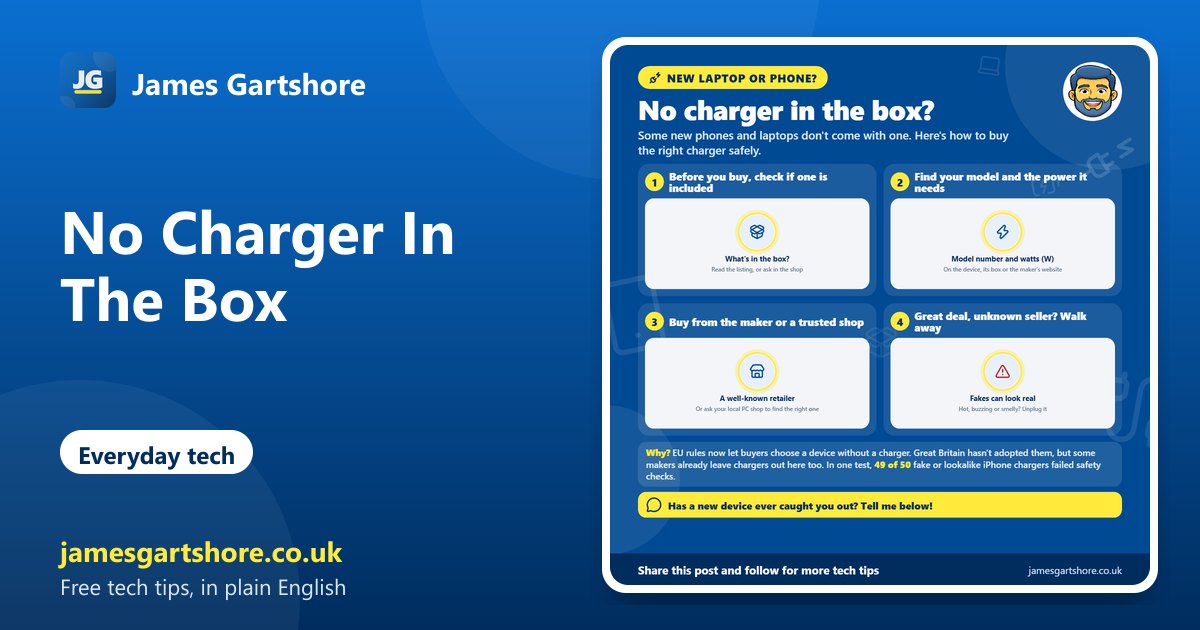 JG
James Gartshore
No Charger In
The Box
Everyday tech
jamesgartshore.co.uk
Free tech tips, in plain English
NEW LAPTOP OR PHONE?
No charger in the box?
Some new phones and laptops don't come with one. Here's how to buy
the right charger safely.
1
Before you buy, check if one is
included
What's in the box?
Read the listing, or ask in the shop
2
Find your model and the power it
needs
Model number and watts (W)
On the device, its box or the maker's website
3
Buy from the maker or a trusted shop
A well-known retailer
Or ask your local PC shop to find the right one
4
Great deal, unknown seller? Walk
away
Fakes can look real
Hot, buzzing or smelly? Unplug it
Why? EU rules now let buyers choose a device without a charger. Great Britain hasn't adopted them, but some
makers already leave chargers out here too. In one test, 49 of 50 fake or lookalike iPhone chargers failed safety
checks.
Has a new device ever caught you out? Tell me below!
Share this post and follow for more tech tips
jamesgartshore.co.uk